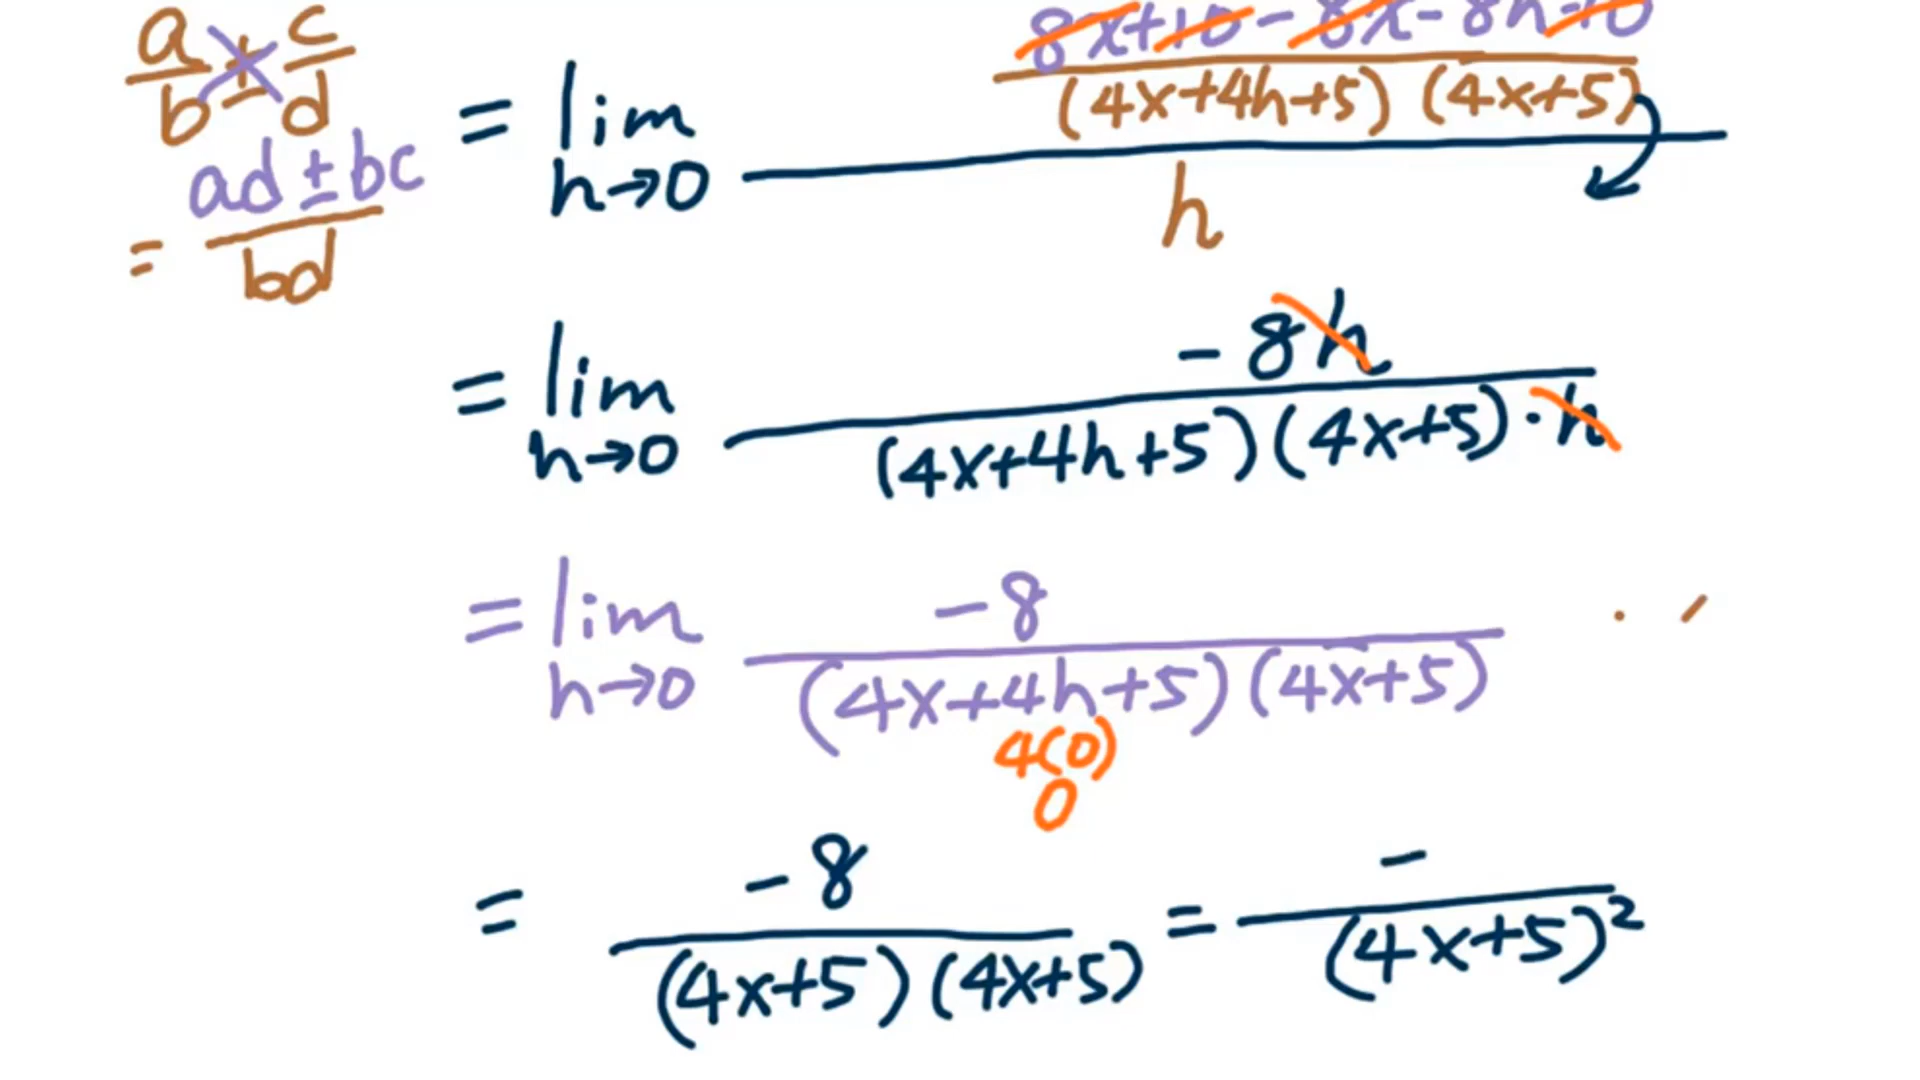 a/b ± c/d
= (ad ± bc)/(bd)
= lim h→0 ((8x+10-8x-8h-10)/((4x+4h+5)(4x+5)))/h
= lim h→0 (-8h)/((4x+4h+5)(4x+5)·h)
= lim h→0 (-8)/((4x+4h+5)(4x+5))
4(0)
0
= (-8)/((4x+5)(4x+5)) = (-)/((4x+5)²)